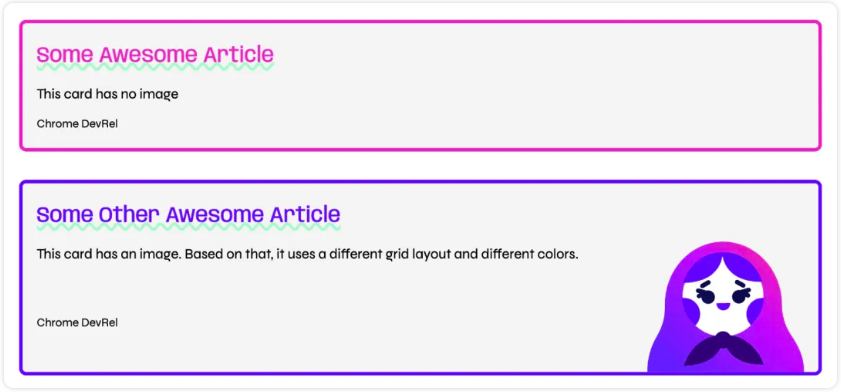 Some Awesome Article
This card has no image
Chrome DevRel
Some Other Awesome Article
This card has an image. Based on that, it uses a different grid layout and different colors.
Chrome DevRel